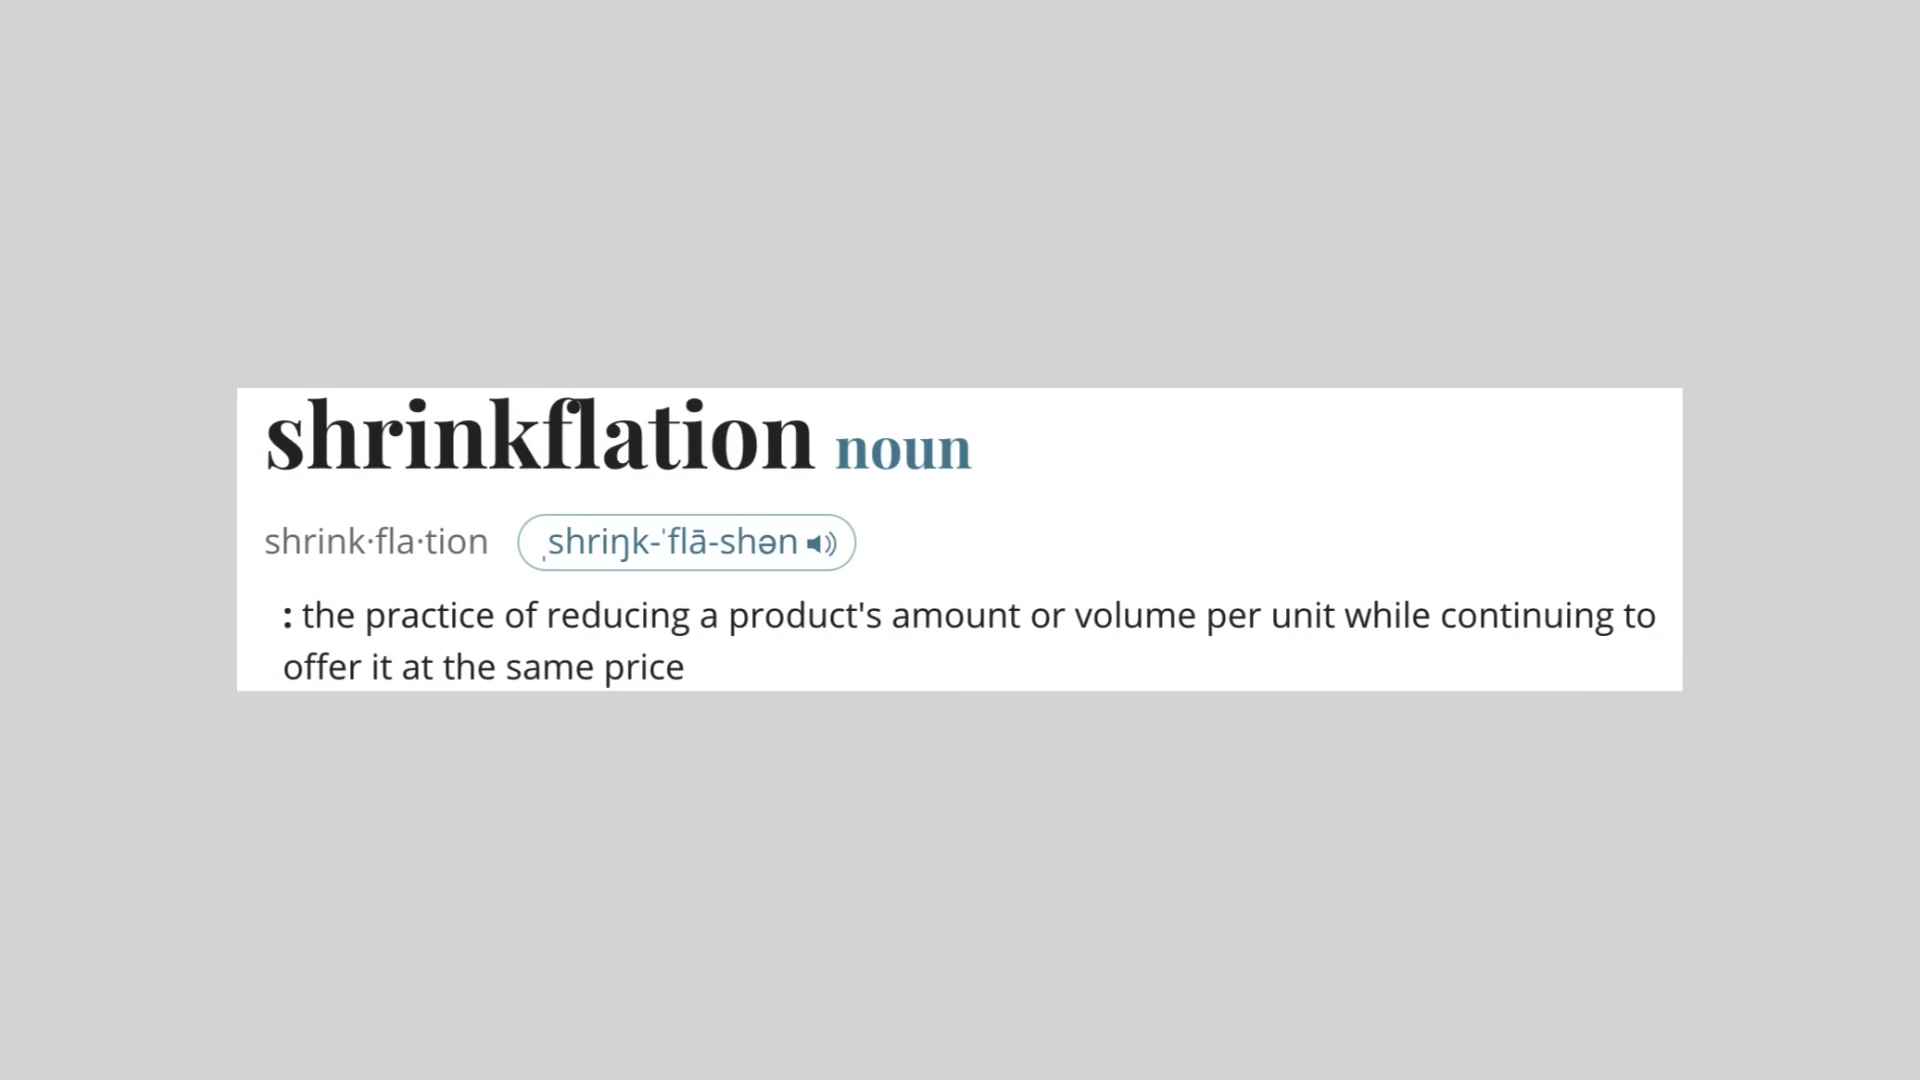 shrinkflation noun
shrink·fla·tion ˌshriŋk-ˈflā-shən
: the practice of reducing a product's amount or volume per unit while continuing to
offer it at the same price